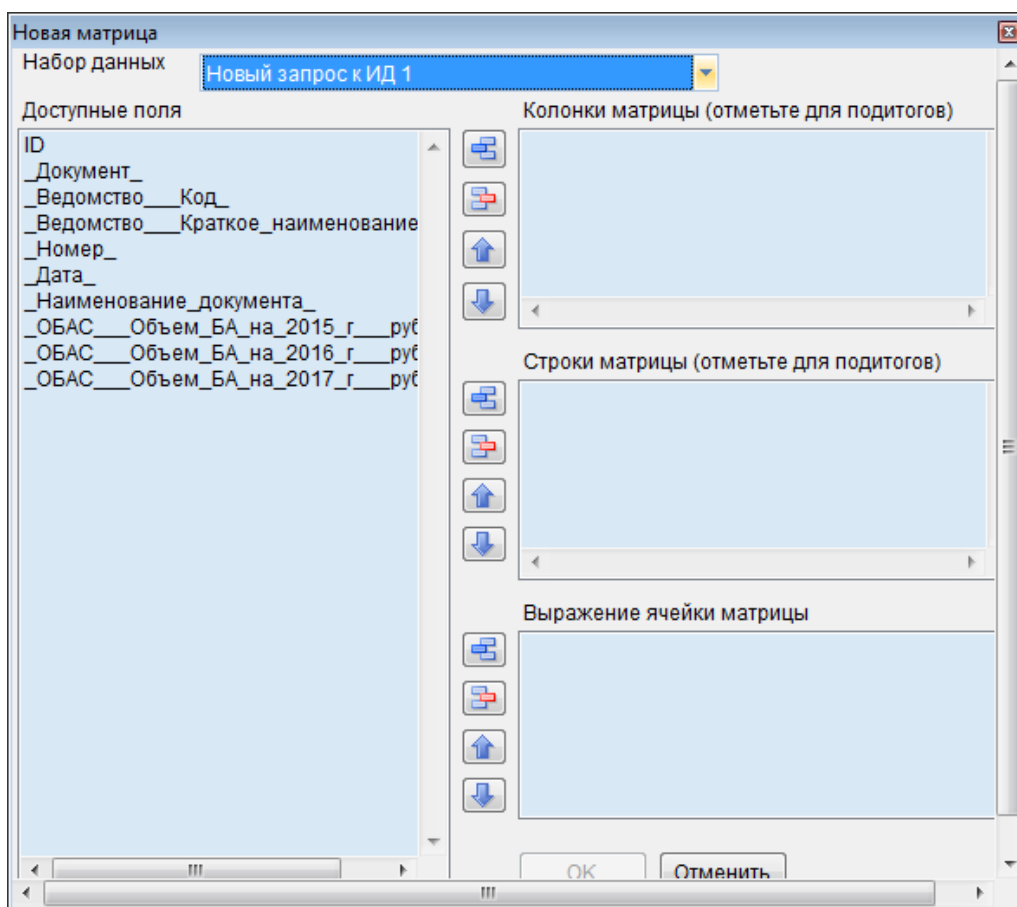 Новая матрица
Набор данных
Новый запрос к ИД 1
Доступные поля
Колонки матрицы (отметьте для подитогов)
ID
_Документ_
_Ведомство___Код_
_Ведомство___Краткое_наименование
_Номер_
_Дата_
_Наименование_документа_
_ОБАС___Объем_БА_на_2015_г___руб
_ОБАС___Объем_БА_на_2016_г___руб
_ОБАС___Объем_БА_на_2017_г___руб
Строки матрицы (отметьте для подитогов)
Выражение ячейки матрицы
OK
Отменить